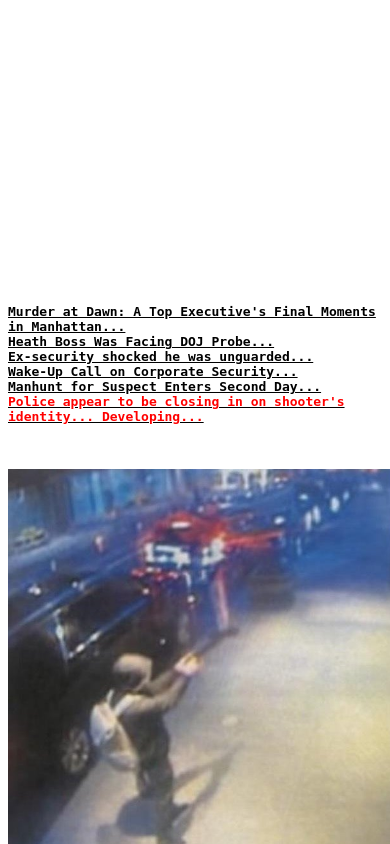 Murder at Dawn: A Top Executive's Final Moments
in Manhattan...
Heath Boss Was Facing DOJ Probe...
Ex-security shocked he was unguarded...
Wake-Up Call on Corporate Security...
Manhunt for Suspect Enters Second Day...
Police appear to be closing in on shooter's
identity... Developing...